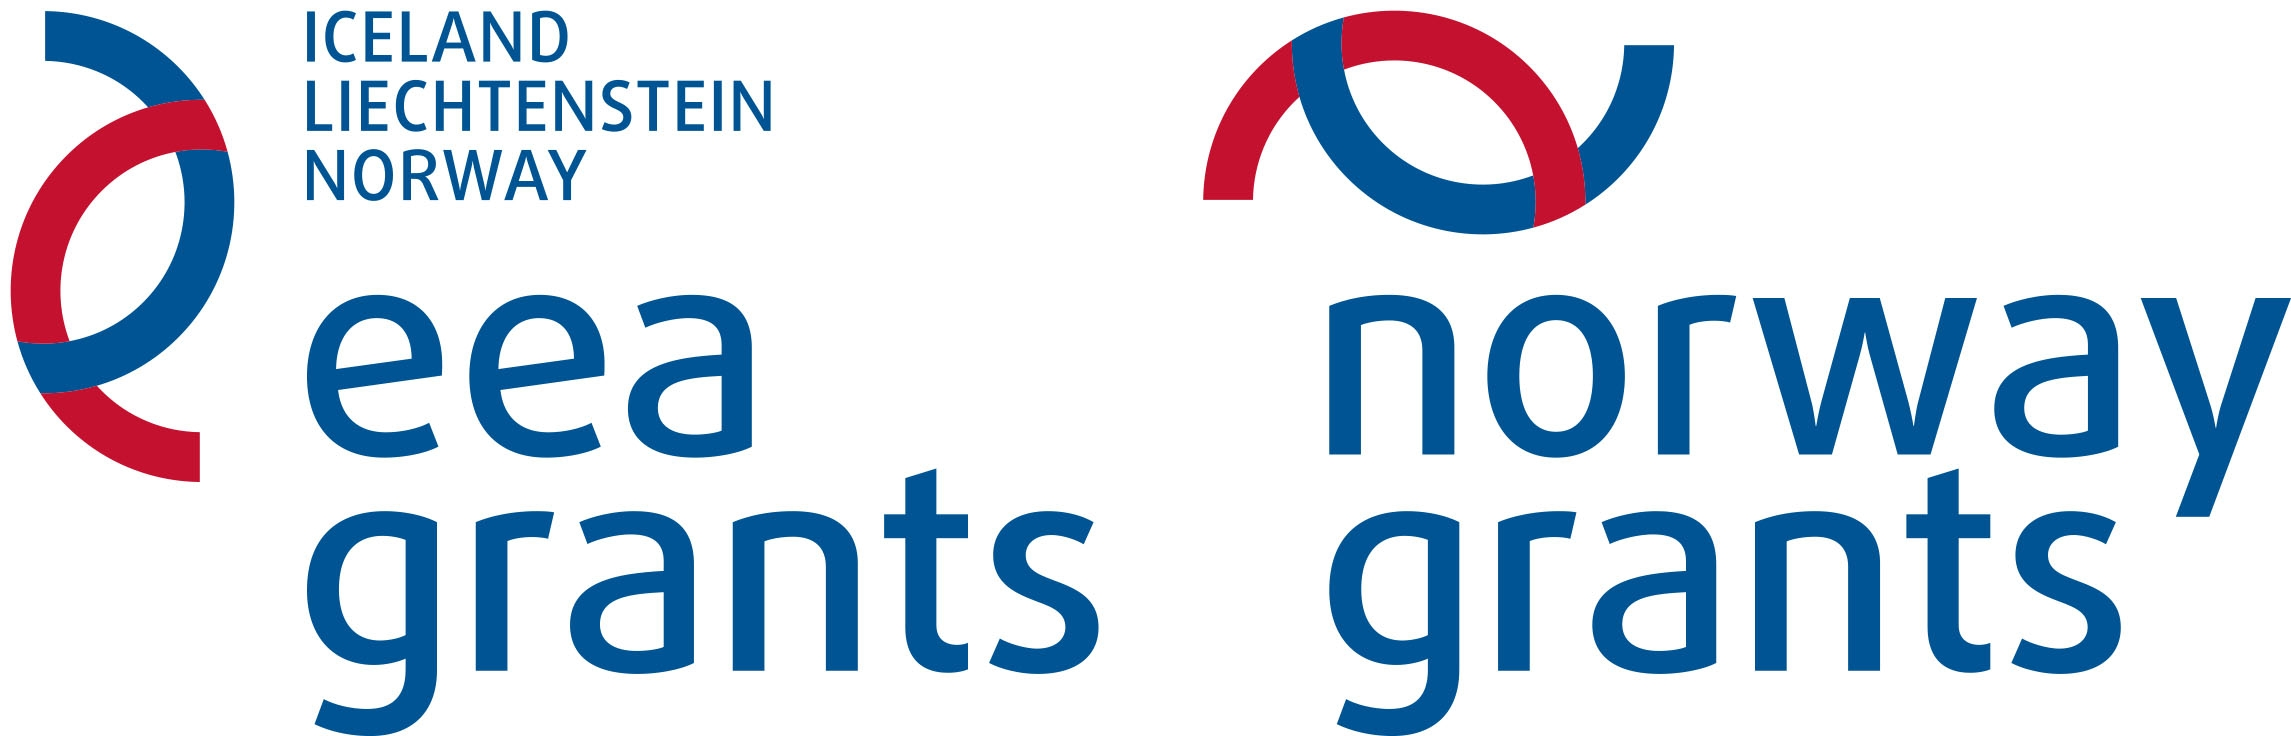 ICELAND
LIECHTENSTEIN
NORWAY
eea
grants
norway
grants